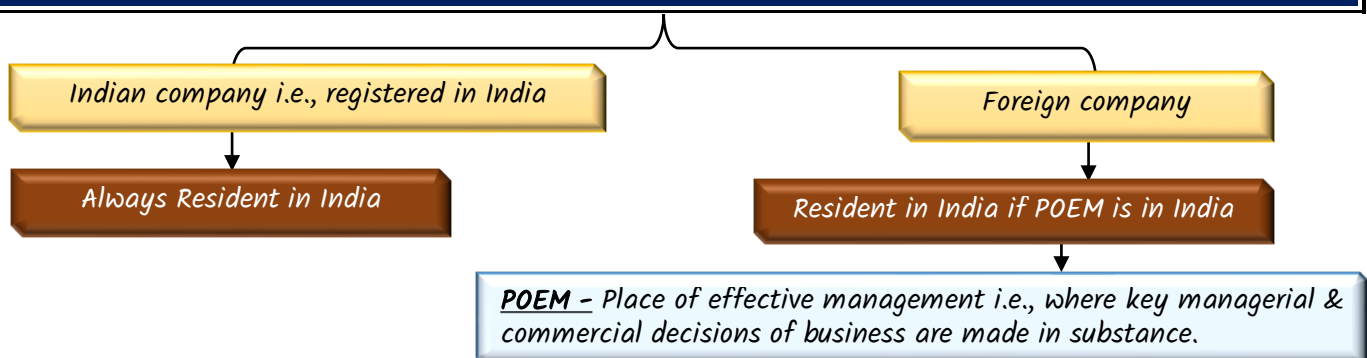 Indian company i.e., registered in India
Foreign company
Always Resident in India
Resident in India if POEM is in India
POEM - Place of effective management i.e., where key managerial &
commercial decisions of business are made in substance.